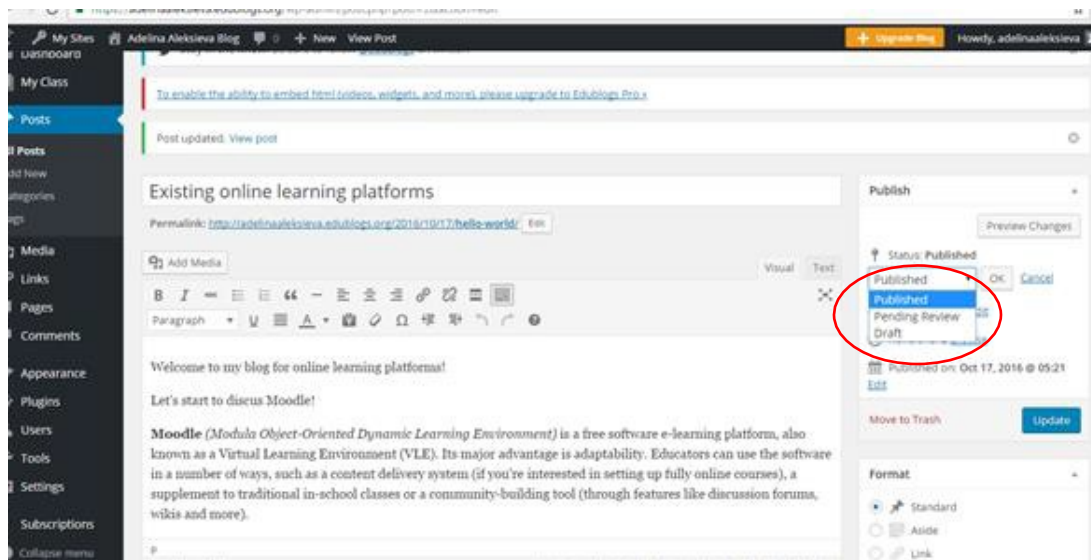 My Sites Adelina Aleksieva Blog 0 + New View Post Upgrade Blog Howdy, adelinaaleksieva
Dashboard
My Class
To enable the ability to embed html (videos, widgets, and more), please upgrade to Edublogs Pro »
Posts
Post updated. View post
All Posts
Add New
Categories
Tags
Media
Links
Pages
Comments
Appearance
Plugins
Users
Tools
Settings
Subscriptions
Collapse menu
Existing online learning platforms
Permalink: http://adelinaaleksieva.edublogs.org/2016/10/17/hello-world/ Edit
Add Media
Visual Text
B I
Paragraph
Welcome to my blog for online learning platforms!
Let's start to discus Moodle!
Moodle (Modula Object-Oriented Dynamic Learning Environment) is a free software e-learning platform, also
known as a Virtual Learning Environment (VLE). Its major advantage is adaptability. Educators can use the software
in a number of ways, such as a content delivery system (if you're interested in setting up fully online courses), a
supplement to traditional in-school classes or a community-building tool (through features like discussion forums,
wikis and more).
P
Publish
Preview Changes
Status: Published
Published OK Cancel
Published
Pending Review
Draft
Published on: Oct 17, 2016 @ 05:21
Edit
Move to Trash Update
Format
Standard
Aside
Link